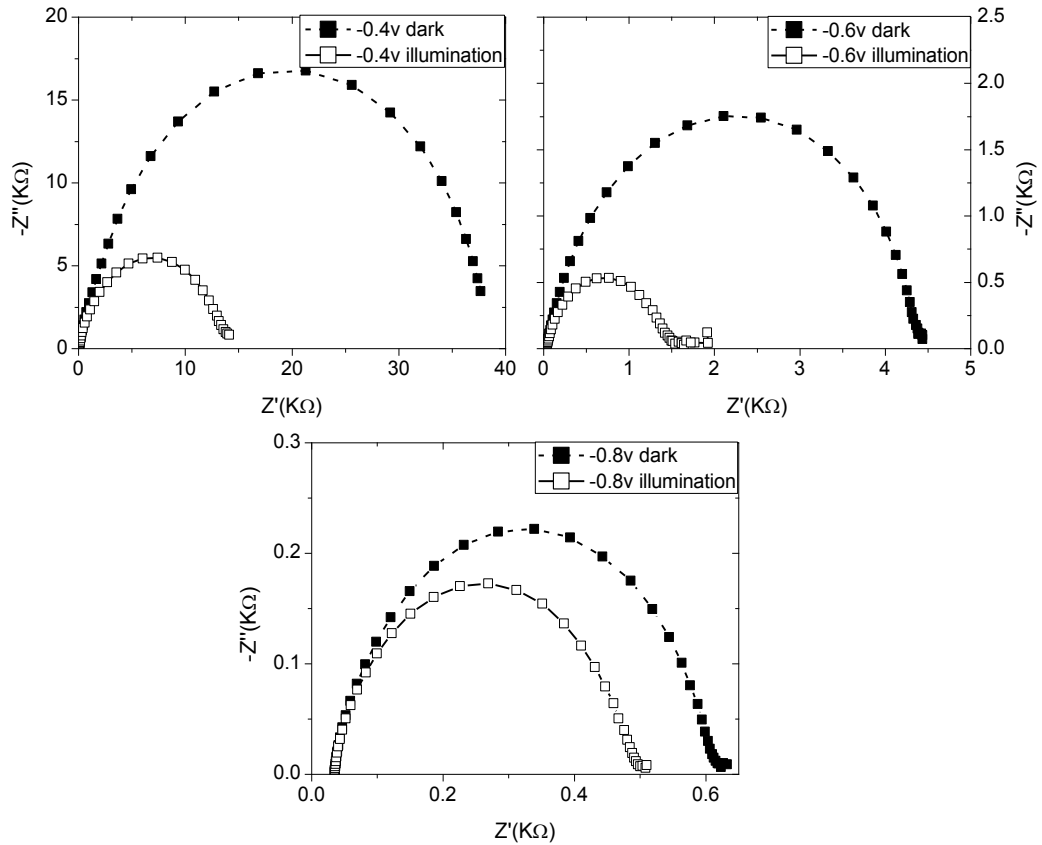 -0.4v dark
-0.4v illumination
20
15
10
5
0
-Z''(KΩ)
0 10 20 30 40
Z'(KΩ)
-0.6v dark
-0.6v illumination
2.5
2.0
1.5
1.0
0.5
0.0
-Z''(KΩ)
0 1 2 3 4 5
Z'(KΩ)
-0.8v dark
-0.8v illumination
0.3
0.2
0.1
0.0
-Z''(KΩ)
0.0 0.2 0.4 0.6
Z'(KΩ)